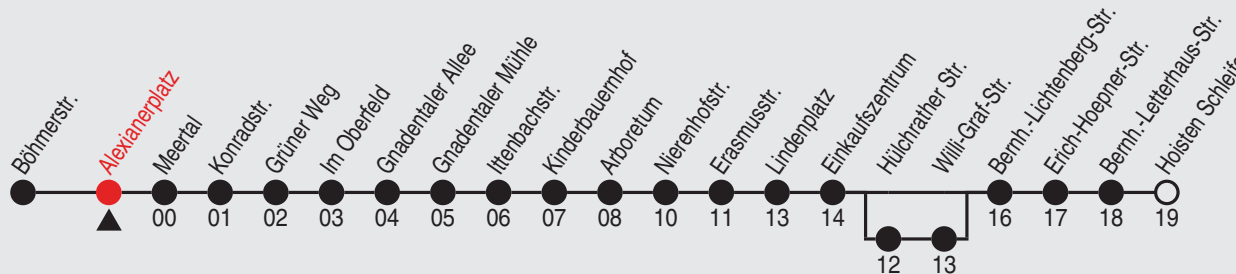 Böhmerstr.
Alexianerplatz
Meertal
Konradstr.
Grüner Weg
Im Oberfeld
Gnadentaler Allee
Gnadentaler Mühle
Ittenbachstr.
Kinderbauernhof
Arboretum
Nierenhofstr.
Erasmusstr.
Lindenplatz
Einkaufszentrum
Hülchrather Str.
Willi-Graf-Str.
Bernh.-Lichtenberg-Str.
Erich-Hoepner-Str.
Bernh.-Letterhaus-Str.
Hoisten Schleife
00 01 02 03 04 05 06 07 08 10 11 13 14 16 17 18 19
12 13